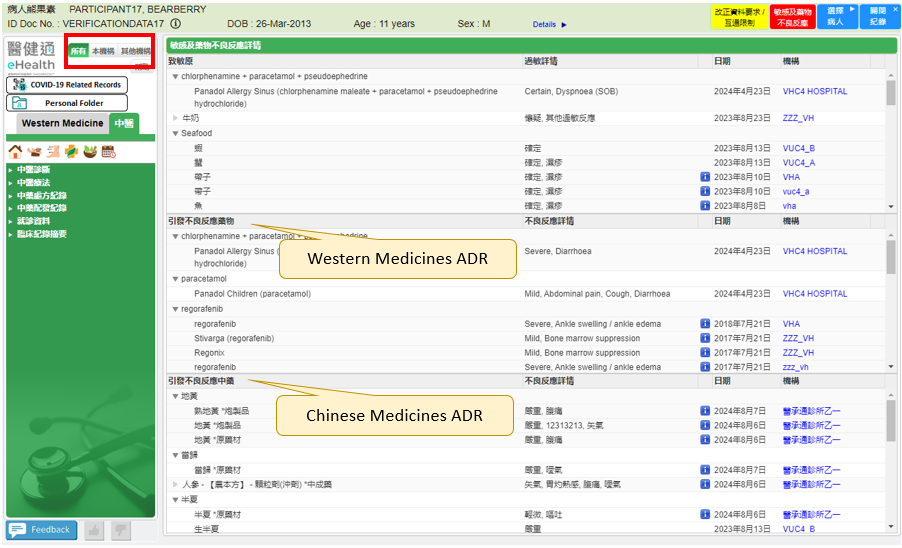 病人能果素 PARTICIPANT17, BEARBERRY
ID Doc No. : VERIFICATIONDATA17 DOB : 26-Mar-2013 Age : 11 years Sex : M Details
改正資料要求 / 互通限制
敏感及藥物不良反應
選擇病人
關閉紀錄
醫健通
eHealth
所有 本機構 其他機構
COVID-19 Related Records
Personal Folder
Western Medicine 中醫
中醫診斷
中醫療法
中藥處方紀錄
中藥配發紀錄
就診資料
臨床紀錄摘要
Feedback
敏感及藥物不良反應詳情
致敏原 過敏詳情 日期 機構
chlorphenamine + paracetamol + pseudoephedrine
Panadol Allergy Sinus (chlorphenamine maleate + paracetamol + pseudoephedrine hydrochloride) Certain, Dyspnoea (SOB) 2024年4月23日 VHC4 HOSPITAL
牛奶 懷疑, 其他過敏反應 2023年8月23日 ZZZ_VH
Seafood
蝦 確定 2023年8月13日 VUC4_B
蟹 確定, 濕疹 2023年8月13日 VUC4_A
帶子 確定, 濕疹 2023年8月10日 VHA
帶子 確定, 濕疹 2023年8月10日 vuc4_a
魚 確定, 濕疹 2023年8月8日 vha
引發不良反應藥物 不良反應詳情 日期 機構
chlorphenamine + paracetamol + pseudoephedrine
Panadol Allergy Sinus hydrochloride) Severe, Diarrhoea 2024年4月23日 VHC4 HOSPITAL
Western Medicines ADR
paracetamol
Panadol Children (paracetamol) Mild, Abdominal pain, Cough, Diarrhoea 2024年4月23日 VHC4 HOSPITAL
regorafenib
regorafenib Severe, Ankle swelling / ankle edema 2018年7月21日 VHA
Stivarga (regorafenib) Mild, Bone marrow suppression 2017年7月21日 ZZZ_VH
Regonix Mild, Bone marrow suppression 2017年7月21日 ZZZ_VH
regorafenib Severe, Ankle swelling / ankle edema 2017年7月21日 zzz_vh
引發不良反應中藥 不良反應詳情 日期 機構
Chinese Medicines ADR
地黃
熟地黃 *炮製品 嚴重, 腹痛 2024年8月7日 醫承通診所乙一
地黃 *炮製品 嚴重, 12313213, 矢氣 2024年8月6日 醫承通診所乙一
地黃 *原藥材 嚴重, 腹痛 2024年8月6日 醫承通診所乙一
當歸
當歸 *原藥材 嚴重, 噯氣 2024年8月7日 醫承通診所乙一
人參 - 【農本方】 - 顆粒劑(沖劑) *中成藥 矢氣, 胃灼熱感, 腹痛, 噯氣 2024年8月6日 醫承通診所乙一
半夏
半夏 *原藥材 輕微, 嘔吐 2024年8月6日 醫承通診所乙一
生半夏 嚴重 2023年8月13日 VUC4_B